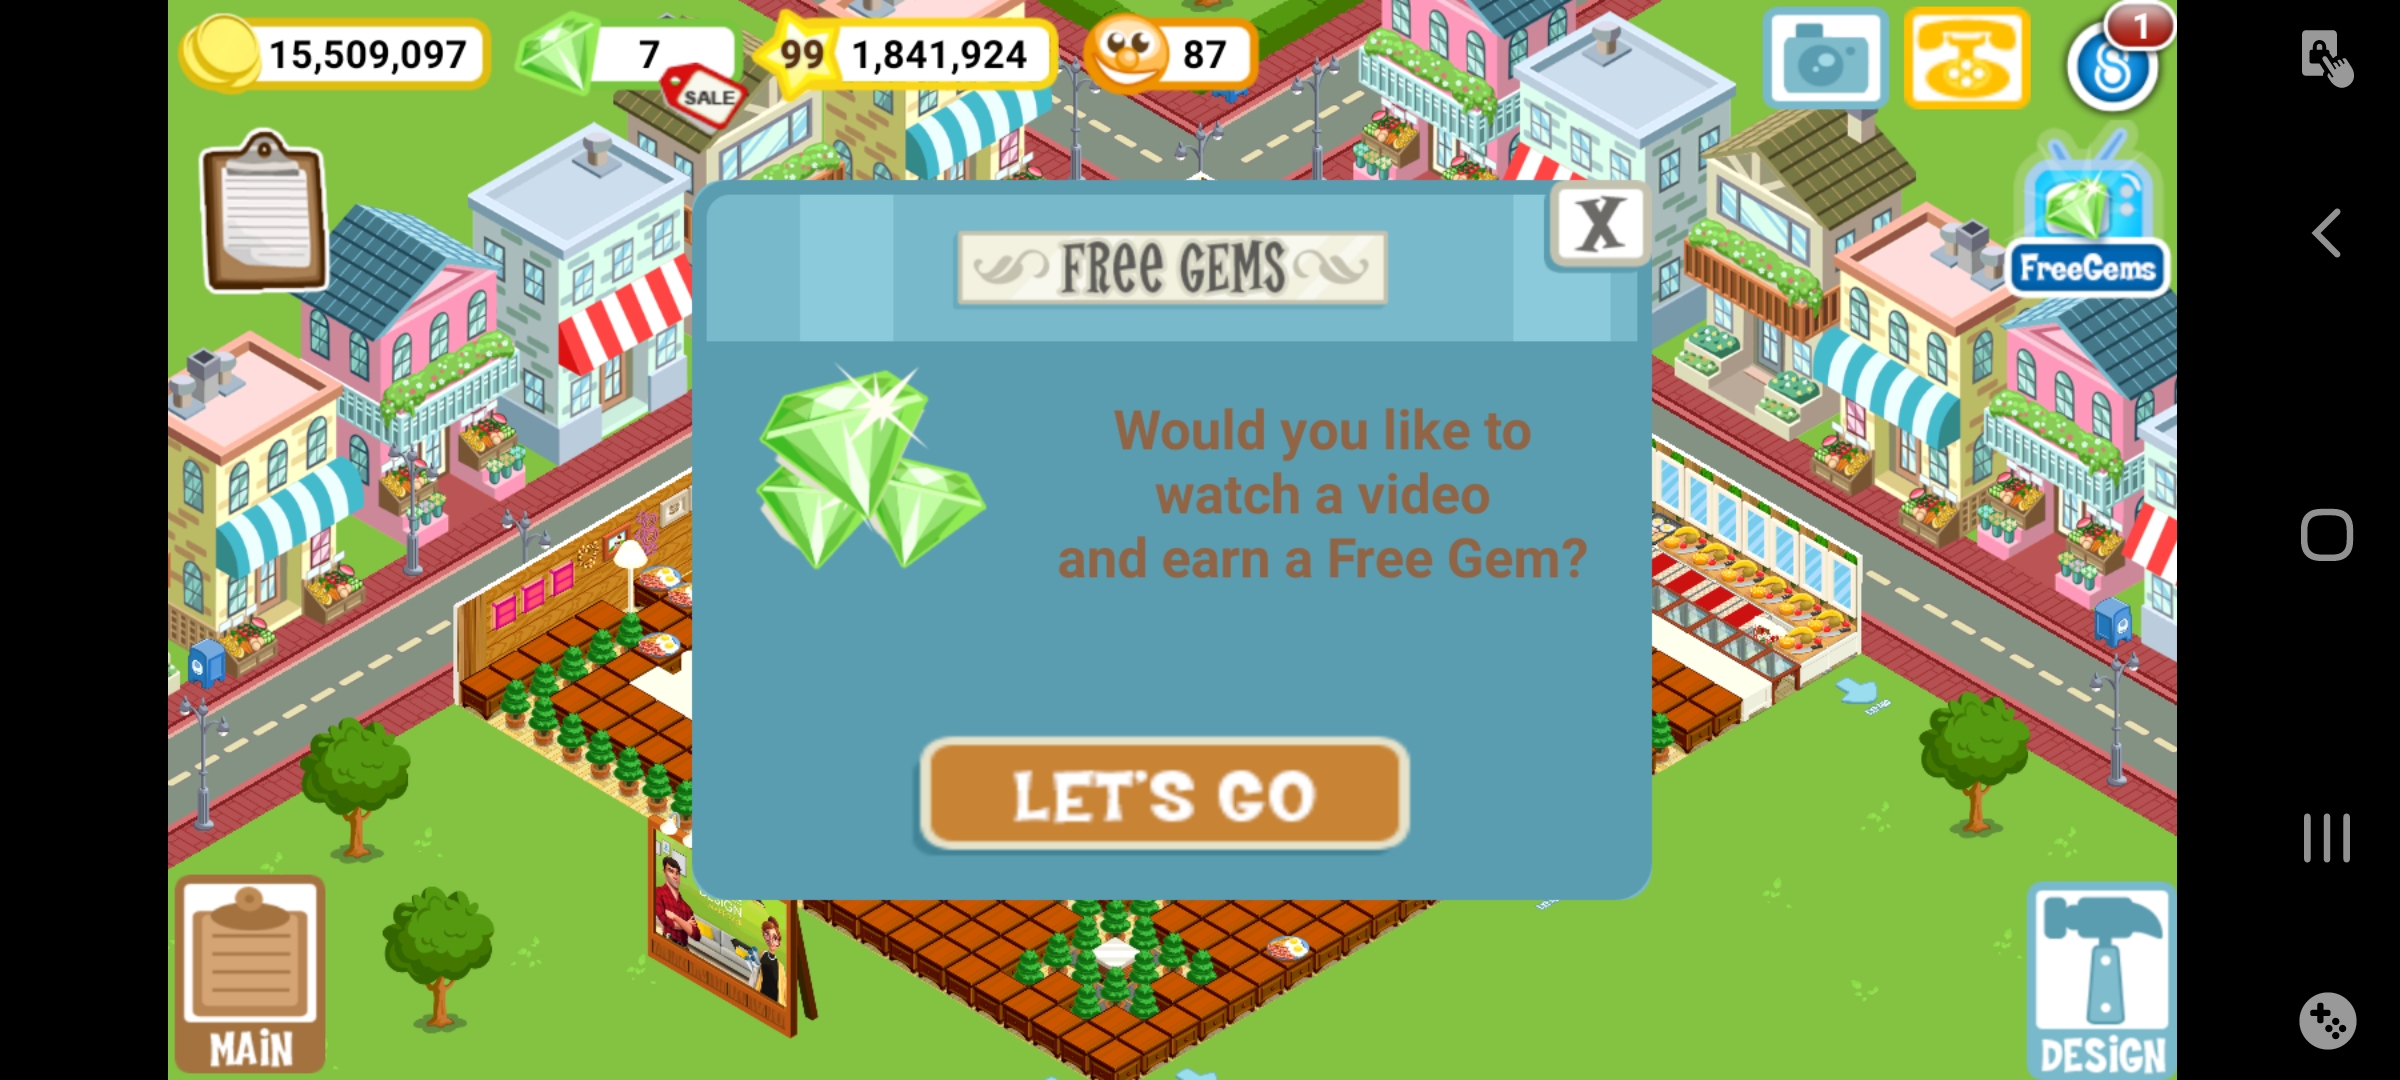 15,509,097
7
SALE
99
1,841,924
87
1
FreeGems
FREE GEMS
X
Would you like to
watch a video
and earn a Free Gem?
LET'S GO
DESIGN
MAIN
DESIGN